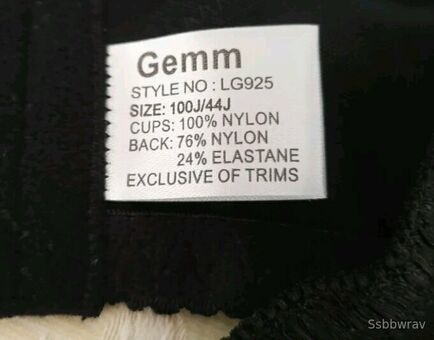 Gemm
STYLE NO : LG925
SIZE: 100J/44J
CUPS: 100% NYLON
BACK: 76% NYLON
24% ELASTANE
EXCLUSIVE OF TRIMS
Ssbbwrav